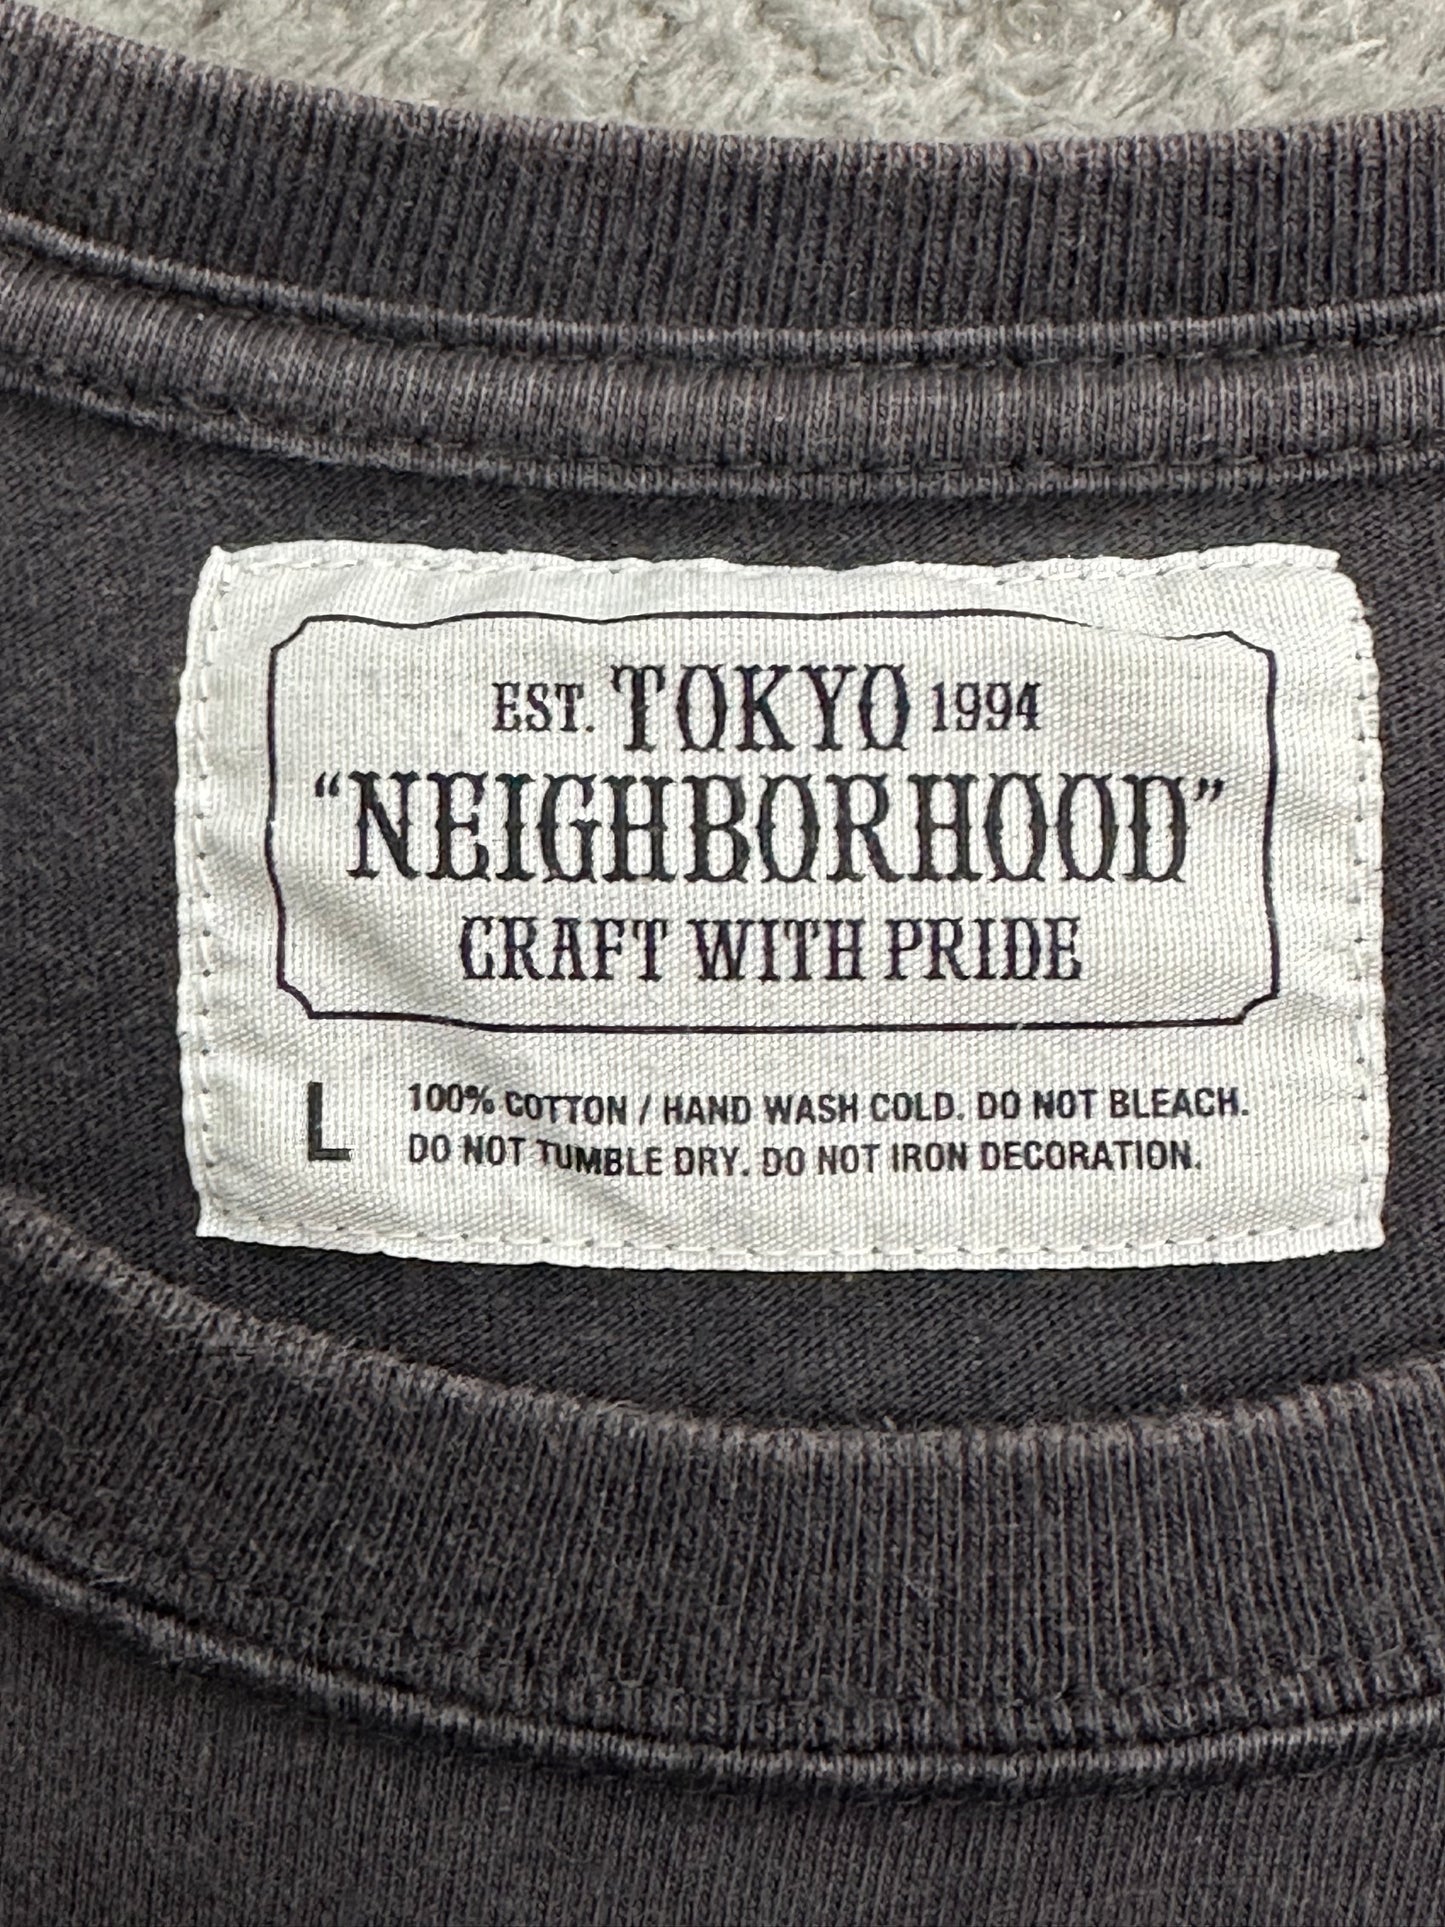 EST. TOKYO 1994
“NEIGHBORHOOD”
CRAFT WITH PRIDE
L 100% COTTON / HAND WASH COLD. DO NOT BLEACH.
DO NOT TUMBLE DRY. DO NOT IRON DECORATION.